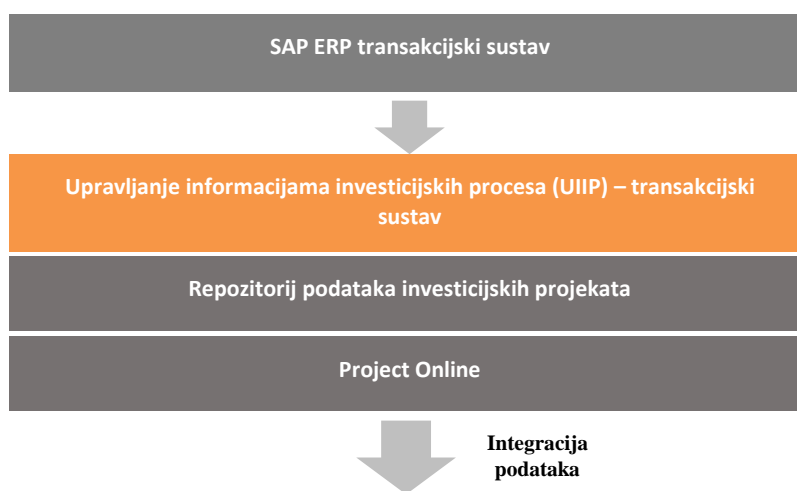 SAP ERP transakcijski sustav
Upravljanje informacijama investicijskih procesa (UIIP) – transakcijski
sustav
Repozitorij podataka investicijskih projekata
Project Online
Integracija
podataka